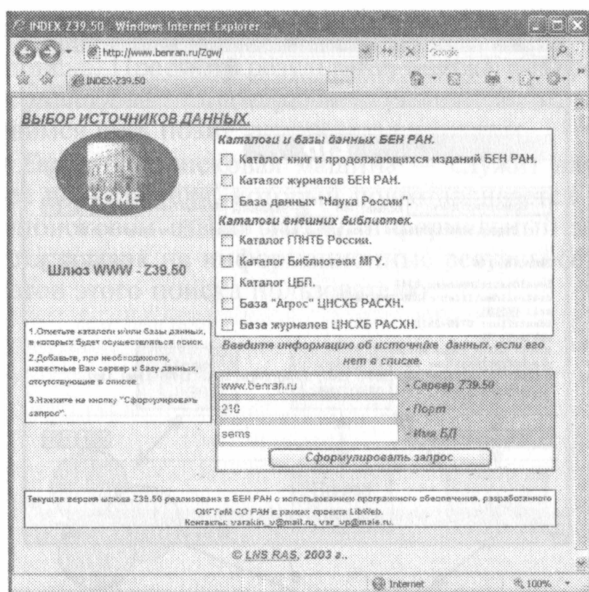 INDEX Z39.50 - Windows Internet Explorer
http://www.benran.ru/Zgw/
Google
INDEX-Z39.50
ВЫБОР ИСТОЧНИКОВ ДАННЫХ.
HOME
Шлюз WWW - Z39.50
1.Отметьте каталоги и/или базы данных,
в которых будет осуществляться поиск.
2.Добавьте, при необходимости,
известные Вам сервер и базу данных,
отсутствующие в списке
3.Нажмите на кнопку "Сформулировать
запрос".
Каталоги и базы данных БЕН РАН.
Каталог книг и продолжающихся изданий БЕН РАН.
Каталог журналов БЕН РАН.
База данных "Наука России".
Каталоги внешних библиотек.
Каталог ГПНТБ России.
Каталог Библиотеки МГУ.
Каталог ЦБП.
База "Агрос" ЦНСХБ РАСХН.
База журналов ЦНСХБ РАСХН.
Введите информацию об источнике данных, если его
нет в списке.
www.benran.ru - Сервер Z39.50
210 - Порт
sems - Имя БД
Сформулировать запрос
Текущая версия шлюза Z39.50 реализована в БЕН РАН с использованием программного обеспечения, разработанного
ОИГГиМ СО РАН в рамках проекта LibWeb.
Контакты: varakin_v@mail.ru,
© LNS RAS, 2003 г..
Internet
100%